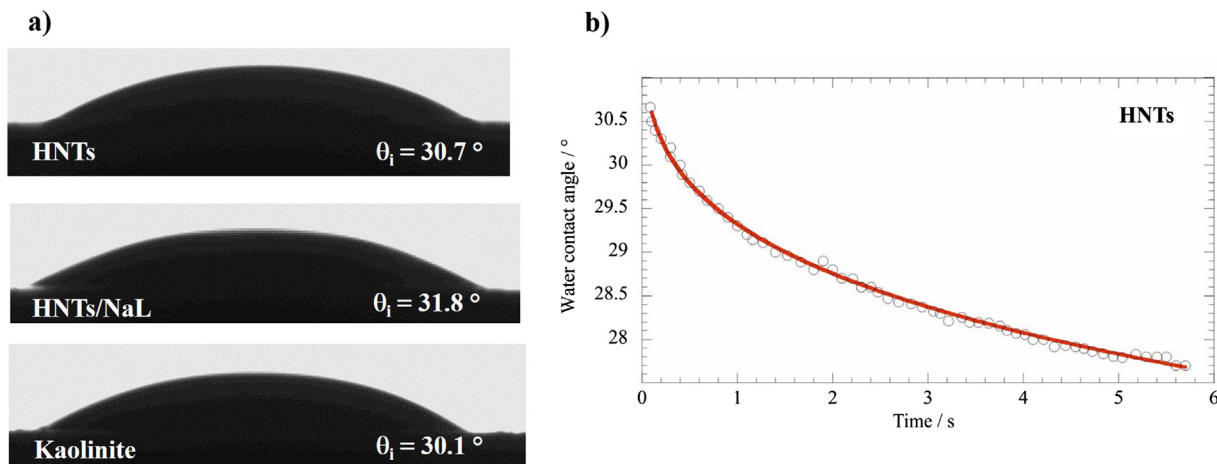 a)
HNTs
θi = 30.7 °
HNTs/NaL
θi = 31.8 °
Kaolinite
θi = 30.1 °
b)
HNTs
Water contact angle / °
30.5
30
29.5
29
28.5
28
0 1 2 3 4 5 6
Time / s